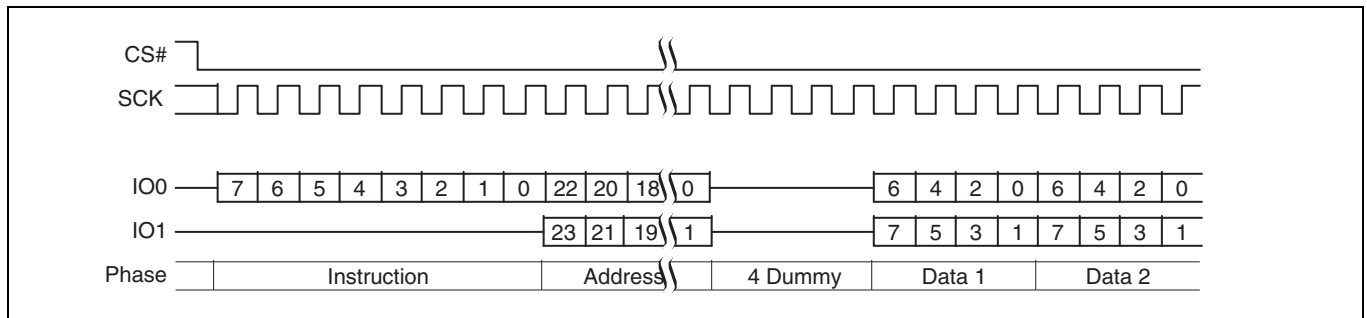 CS#
SCK
IO0 7 6 5 4 3 2 1 0 22 20 18 0 6 4 2 0 6 4 2 0
IO1 23 21 19 1 7 5 3 1 7 5 3 1
Phase Instruction Address 4 Dummy Data 1 Data 2